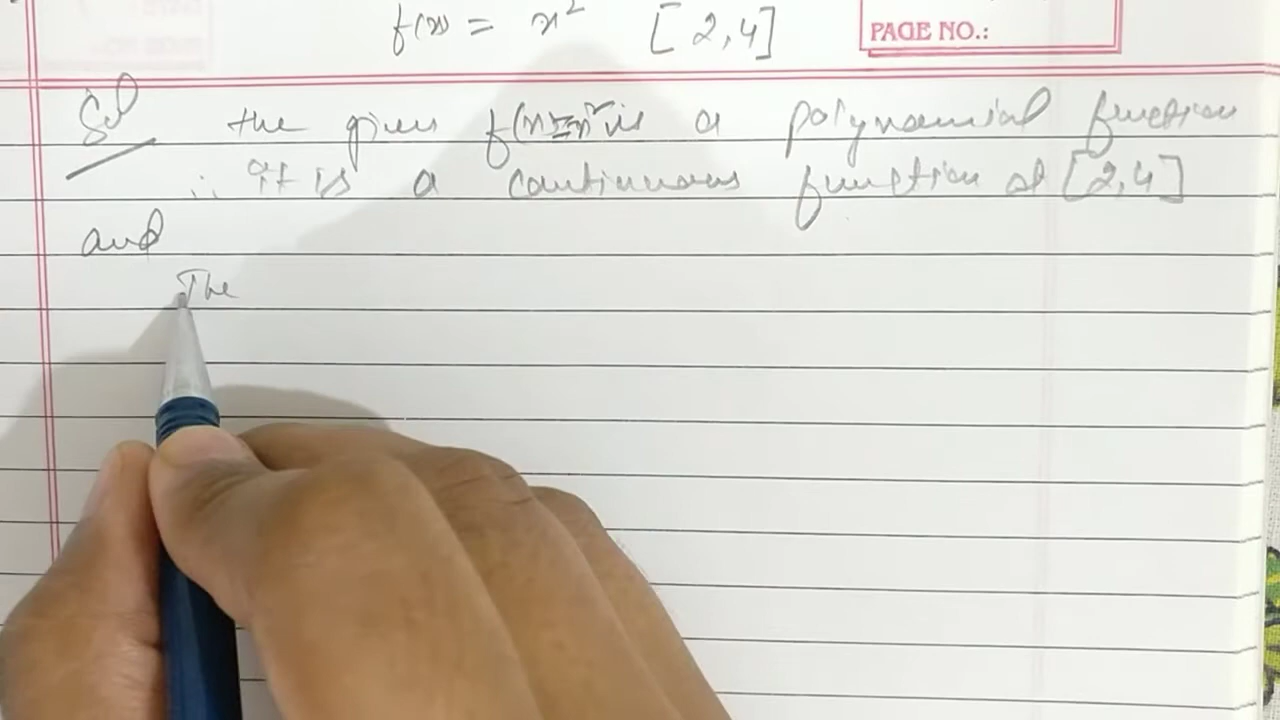 f(x) = x² [2,4]
PAGE NO.:
Sol the given f(x)=x² is a polynomial function
∴ It is a continuous function at [2,4]
and
The